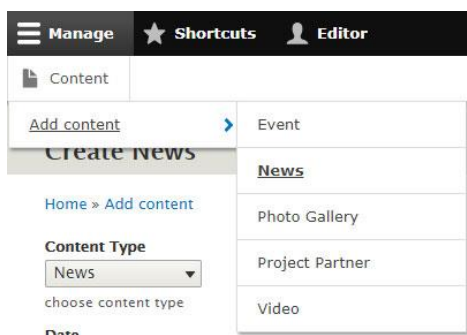 Manage Shortcuts Editor
Content
Add content
Event
News
Photo Gallery
Project Partner
Video
Create News
Home » Add content
Content Type
News
choose content type
Date